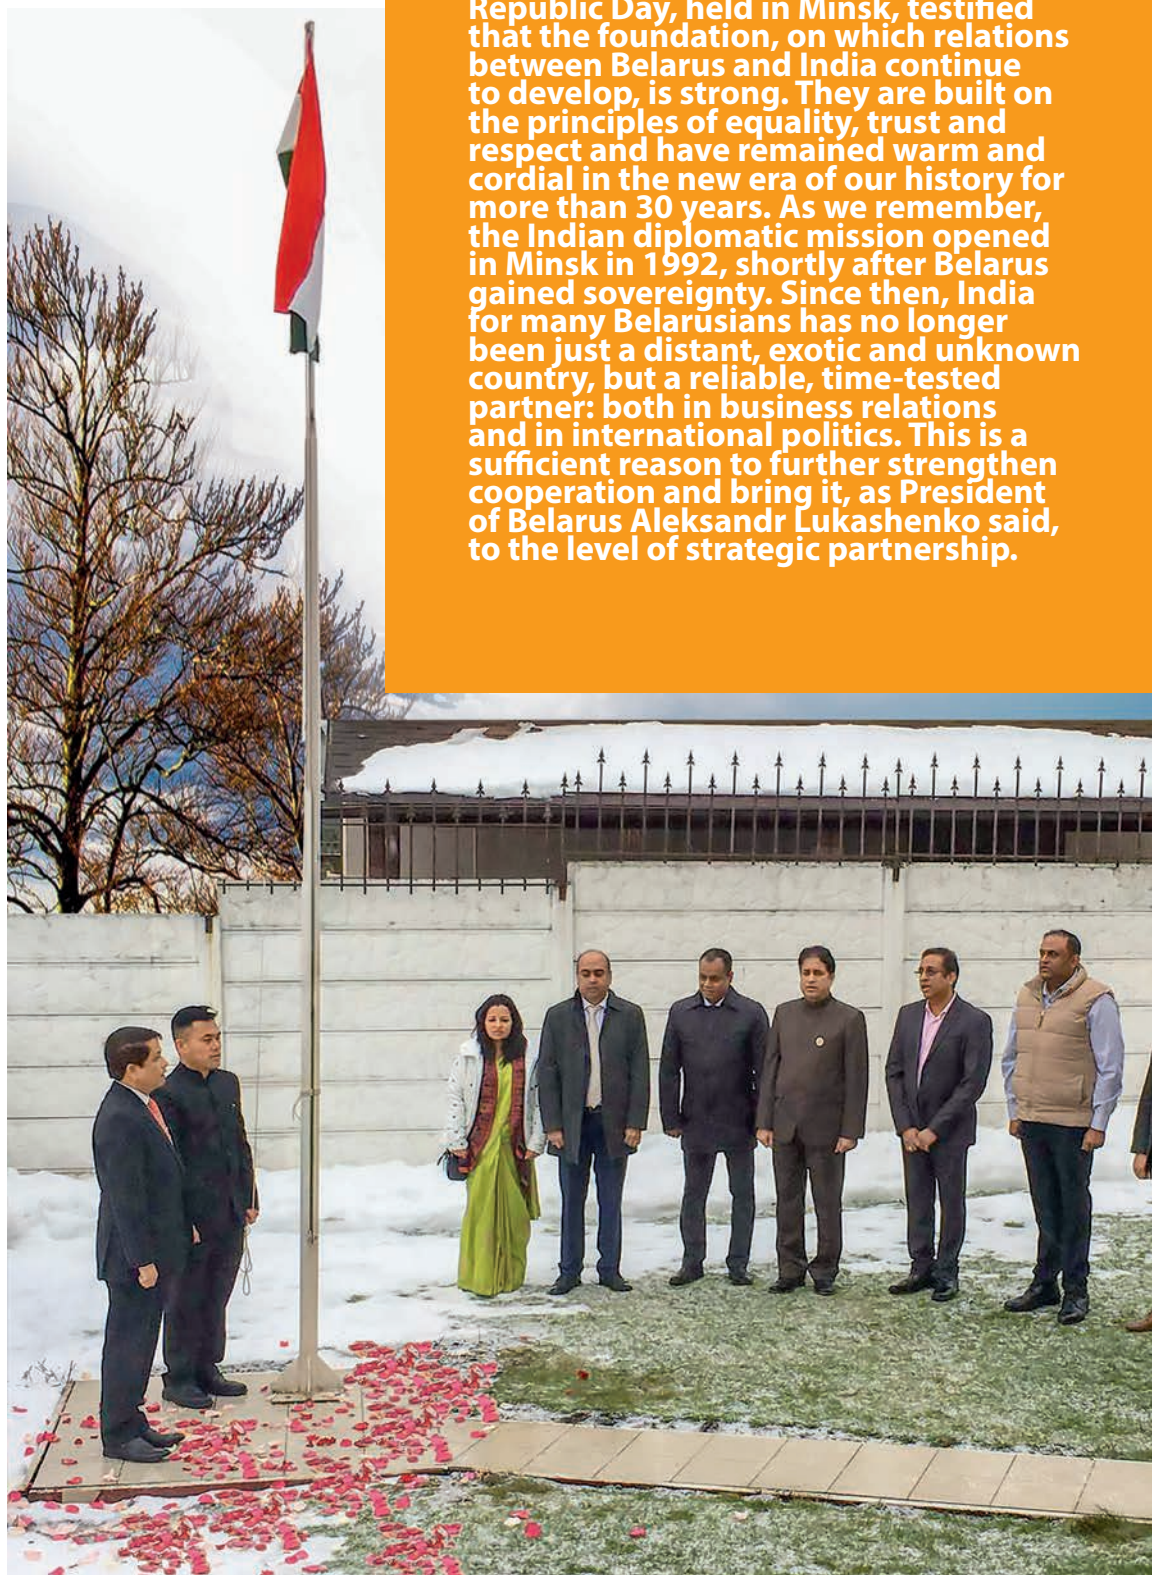 Republic Day, held in Minsk, testified
that the foundation, on which relations
between Belarus and India continue
to develop, is strong. They are built on
the principles of equality, trust and
respect and have remained warm and
cordial in the new era of our history for
more than 30 years. As we remember,
the Indian diplomatic mission opened
in Minsk in 1992, shortly after Belarus
gained sovereignty. Since then, India
for many Belarusians has no longer
been just a distant, exotic and unknown
country, but a reliable, time-tested
partner: both in business relations
and in international politics. This is a
sufficient reason to further strengthen
cooperation and bring it, as President
of Belarus Aleksandr Lukashenko said,
to the level of strategic partnership.